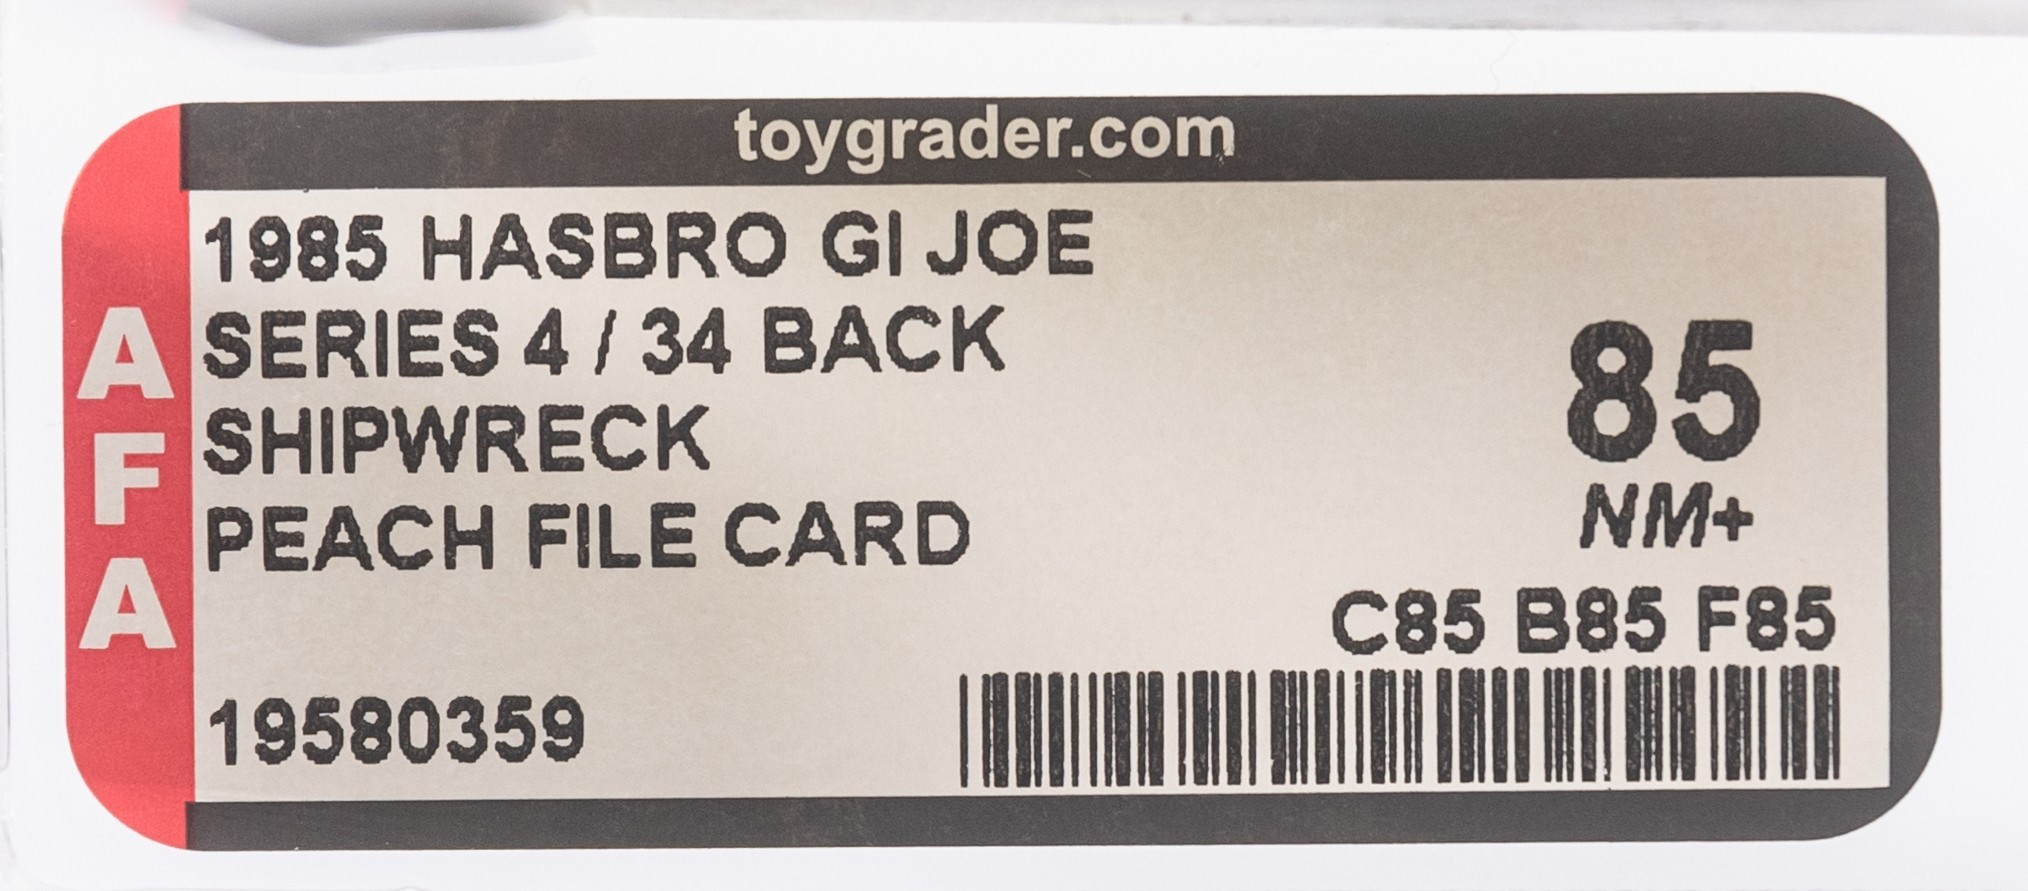 toygrader.com
AFA
1985 HASBRO GI JOE
SERIES 4 / 34 BACK
SHIPWRECK
PEACH FILE CARD
85
NM+
C85 B85 F85
19580359